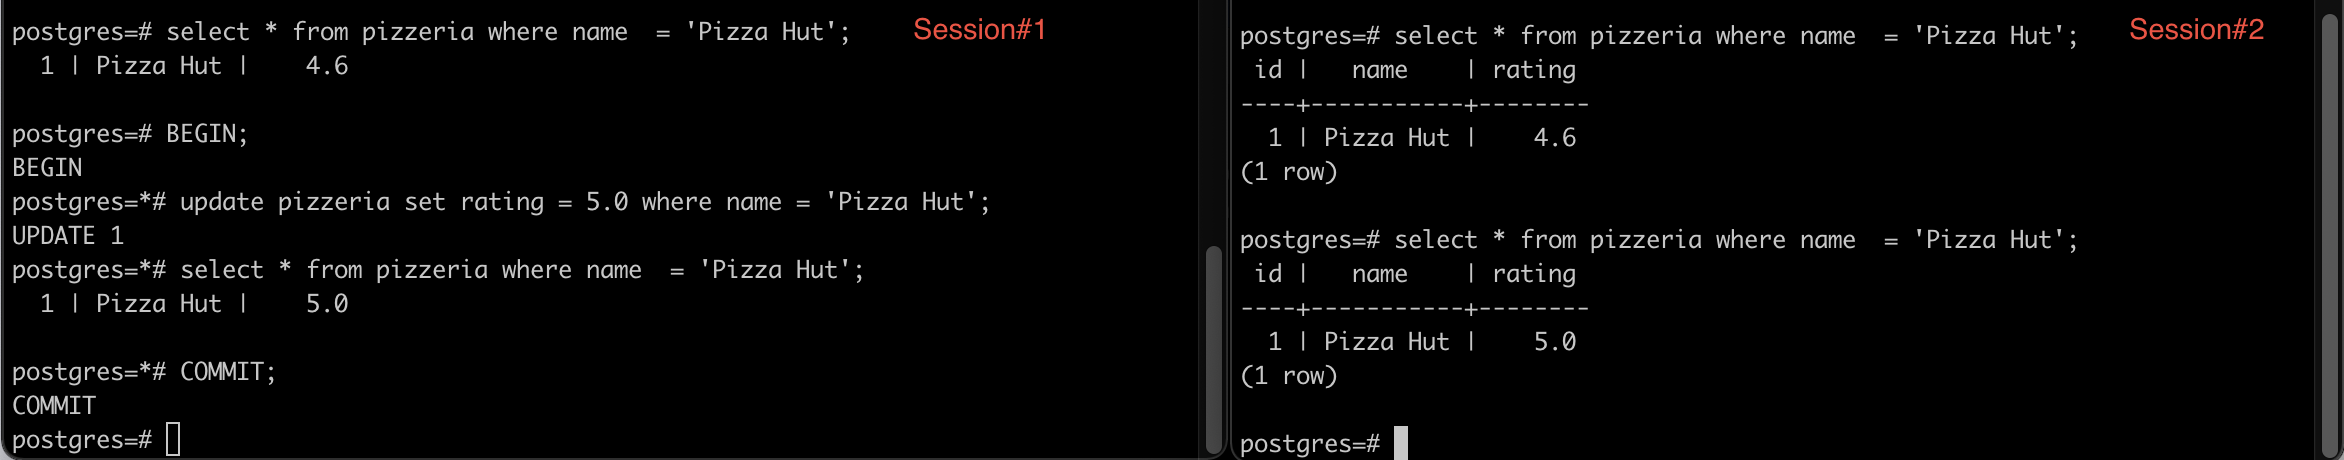 postgres=# select * from pizzeria where name  = 'Pizza Hut';
Session#1
  1 | Pizza Hut |    4.6
postgres=# BEGIN;
BEGIN
postgres=*# update pizzeria set rating = 5.0 where name = 'Pizza Hut';
UPDATE 1
postgres=*# select * from pizzeria where name  = 'Pizza Hut';
  1 | Pizza Hut |    5.0
postgres=*# COMMIT;
COMMIT
postgres=#
postgres=# select * from pizzeria where name  = 'Pizza Hut';
Session#2
 id |   name    | rating
----+-----------+--------
  1 | Pizza Hut |    4.6
(1 row)
postgres=# select * from pizzeria where name  = 'Pizza Hut';
 id |   name    | rating
----+-----------+--------
  1 | Pizza Hut |    5.0
(1 row)
postgres=#